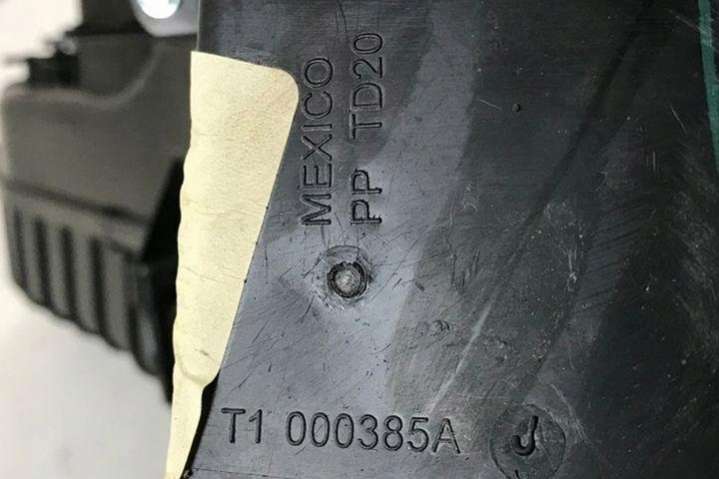 MEXICO
PP TD20
T1 000385A
J